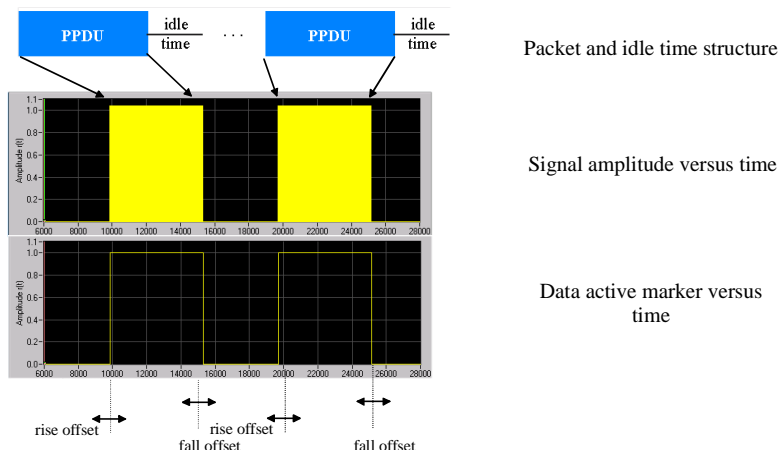 PPDU
idle
time
. . .
PPDU
idle
time
Packet and idle time structure
1.1
1.0
0.8
0.6
0.4
0.2
0.0
Amplitude r(t)
6000 8000 10000 12000 14000 16000 18000 20000 22000 24000 26000 28000
Signal amplitude versus time
1.1
1.0
0.8
0.6
0.4
0.2
0.0
Amplitude r(t)
6000 8000 10000 12000 14000 16000 18000 20000 22000 24000 26000 28000
Data active marker versus
time
rise offset
fall offset
rise offset
fall offset